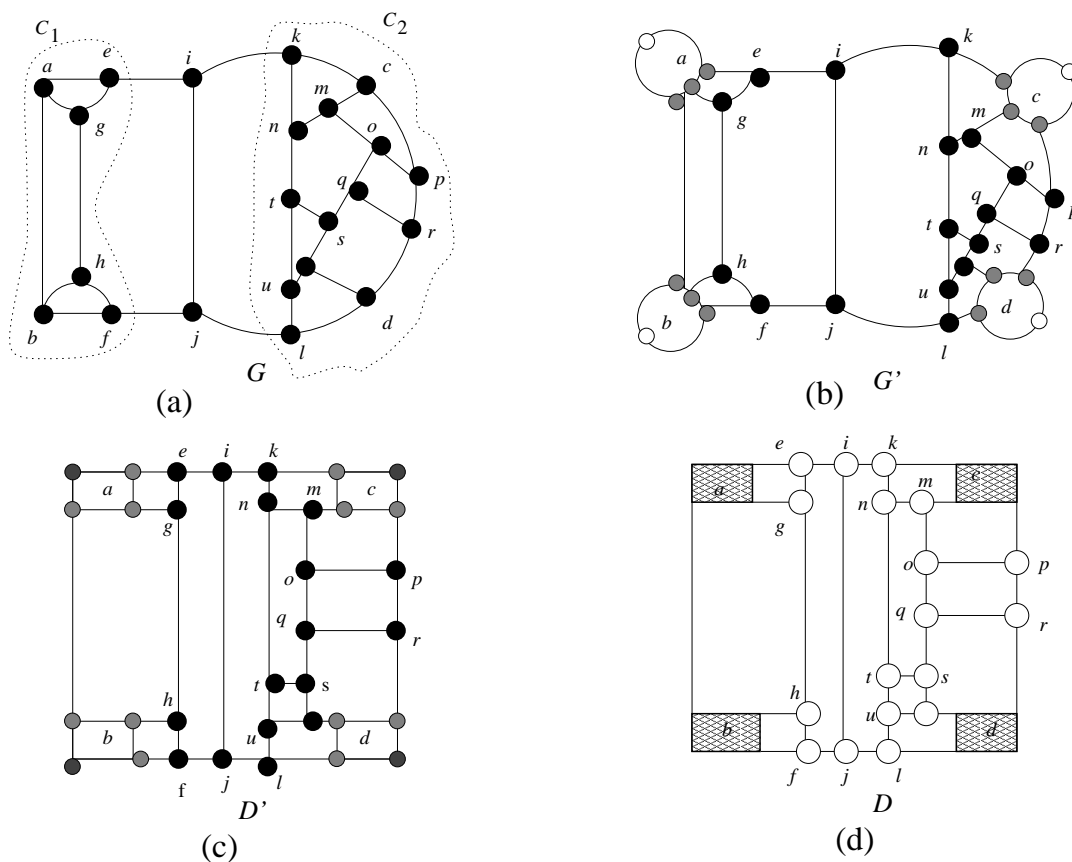 C1 C2
k
a e i c
m
g n o
q p
t
s r
h
u
d
b f j l
G
(a)
k
a e i
c
m
g
n o
q p
t
s r
h
u
d
b f j
l
G'
(b)
e i k
a m c
n
g
o p
q r
t s
h
b u d
f j l
D'
(c)
e i k
m c
a
n
g
o p
q r
t s
h
u
b d
f j l
D
(d)